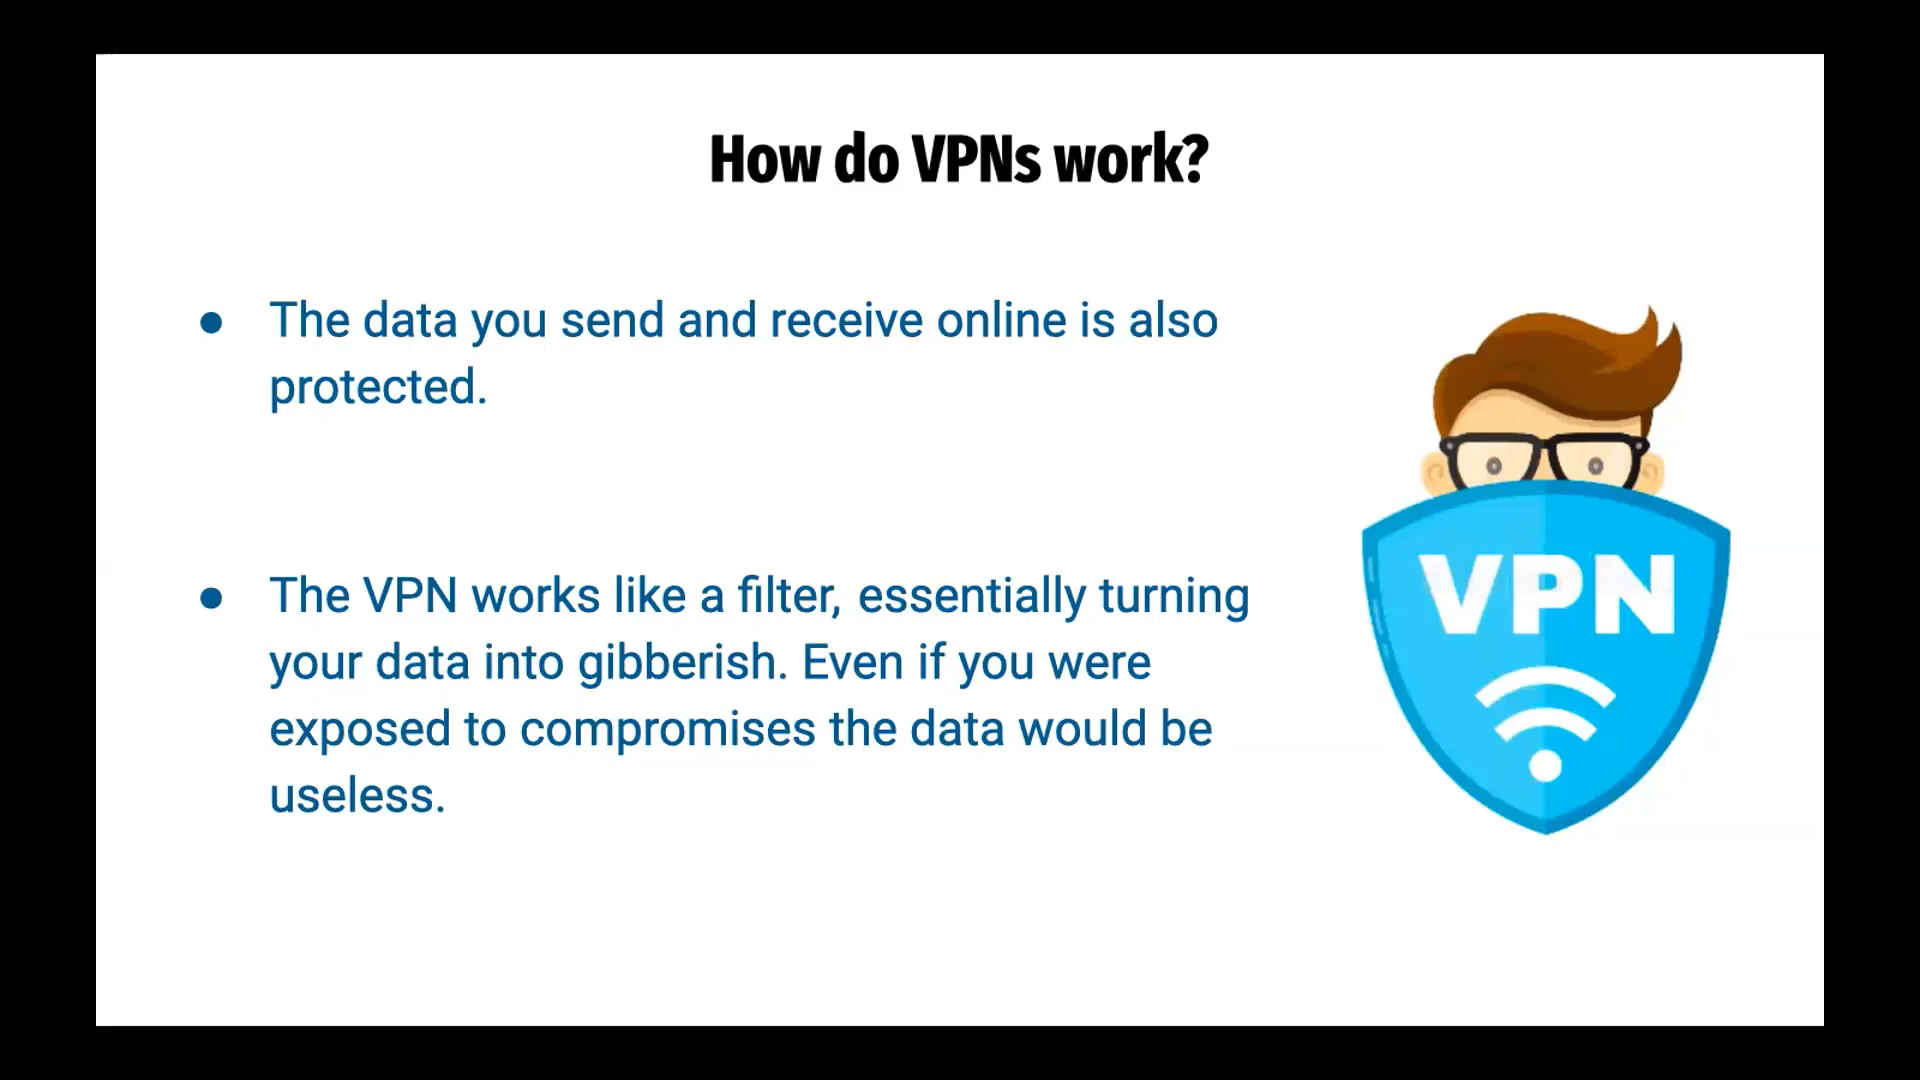 How do VPNs work?
● The data you send and receive online is also
protected.
● The VPN works like a filter, essentially turning
your data into gibberish. Even if you were
exposed to compromises the data would be
useless.
VPN